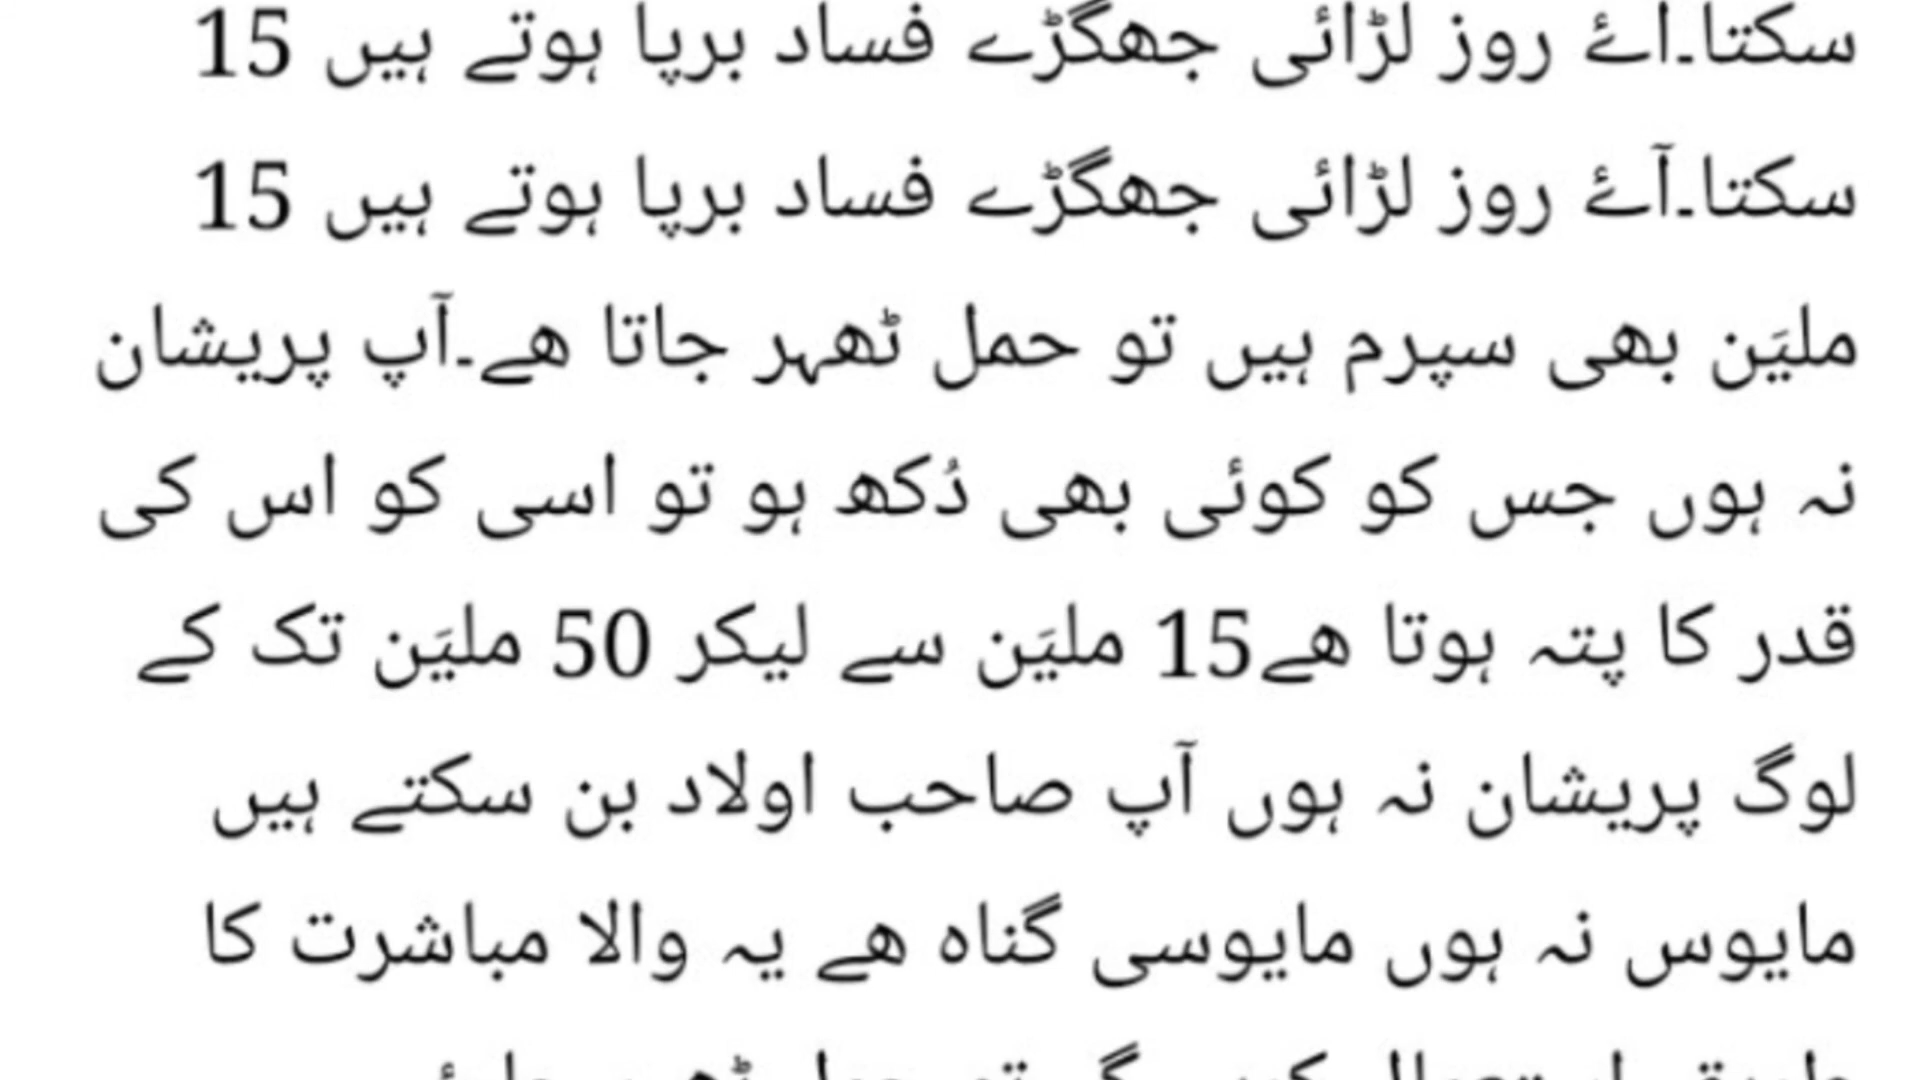 سکتا۔اۓ روز لڑائی جھگڑے فساد برپا ہوتے ہیں 15
سکتا۔آۓ روز لڑائی جھگڑے فساد برپا ہوتے ہیں 15
ملیَن بھی سپرم ہیں تو حمل ٹھہر جاتا ھے۔آپ پریشان
نہ ہوں جس کو کوئی بھی دُکھ ہو تو اسی کو اس کی
قدر کا پتہ ہوتا ھے15 ملیَن سے لیکر 50 ملیَن تک کے
لوگ پریشان نہ ہوں آپ صاحب اولاد بن سکتے ہیں
مایوس نہ ہوں مایوسی گناہ ھے یہ والا مباشرت کا